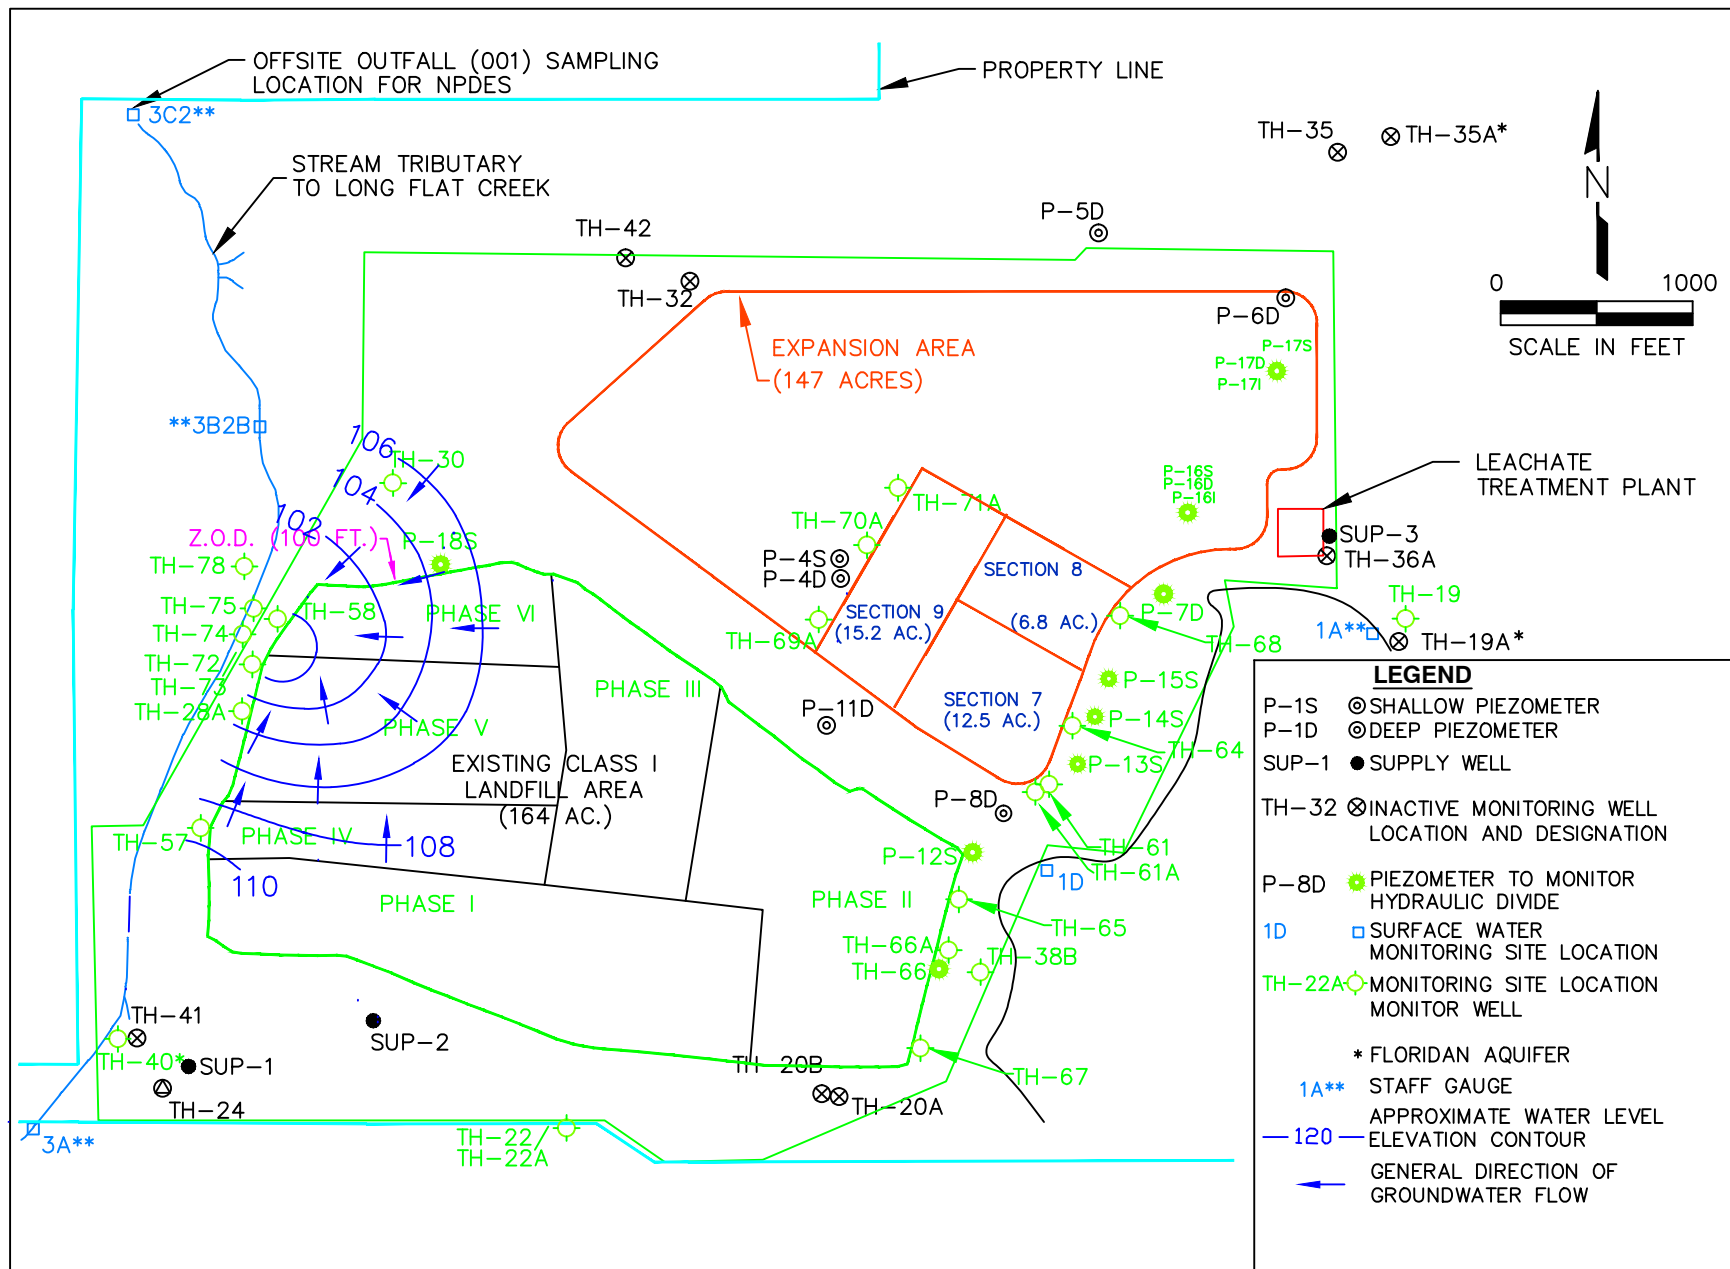 OFFSITE OUTFALL (001) SAMPLING
LOCATION FOR NPDES
PROPERTY LINE
3C2**
STREAM TRIBUTARY
TO LONG FLAT CREEK
TH-35
TH-35A*
N
P-5D
TH-42
TH-32
0 1000
SCALE IN FEET
P-6D
P-17S
P-17D
P-17I
EXPANSION AREA
(147 ACRES)
**3B2B
106
TH-30
104
102
Z.O.D. (100 FT.)
P-18S
TH-78
TH-75
TH-58
TH-74
TH-72
TH-73
TH-28A
PHASE VI
PHASE III
PHASE V
EXISTING CLASS I
LANDFILL AREA
(164 AC.)
TH-57
PHASE IV
108
110
PHASE I
PHASE II
TH-71A
TH-70A
P-4S
P-4D
TH-69A
P-16S
P-16D
P-16I
LEACHATE
TREATMENT PLANT
SUP-3
TH-36A
SECTION 8
(6.8 AC.)
SECTION 9
(15.2 AC.)
SECTION 7
(12.5 AC.)
P-7D
TH-68
TH-19
1A**
TH-19A*
P-15S
P-14S
TH-64
P-13S
P-11D
P-8D
TH-61
TH-61A
P-12S
1D
TH-65
TH-66A
TH-66
TH-38B
TH-67
TH-41
TH-40*
SUP-1
SUP-2
TH-24
3A**
TH-20B
TH-20A
TH-22
TH-22A
LEGEND
P-1S SHALLOW PIEZOMETER
P-1D DEEP PIEZOMETER
SUP-1 SUPPLY WELL
TH-32 INACTIVE MONITORING WELL
LOCATION AND DESIGNATION
P-8D PIEZOMETER TO MONITOR
HYDRAULIC DIVIDE
1D SURFACE WATER
MONITORING SITE LOCATION
TH-22A MONITORING SITE LOCATION
MONITOR WELL
* FLORIDAN AQUIFER
1A** STAFF GAUGE
APPROXIMATE WATER LEVEL
120 ELEVATION CONTOUR
GENERAL DIRECTION OF
GROUNDWATER FLOW